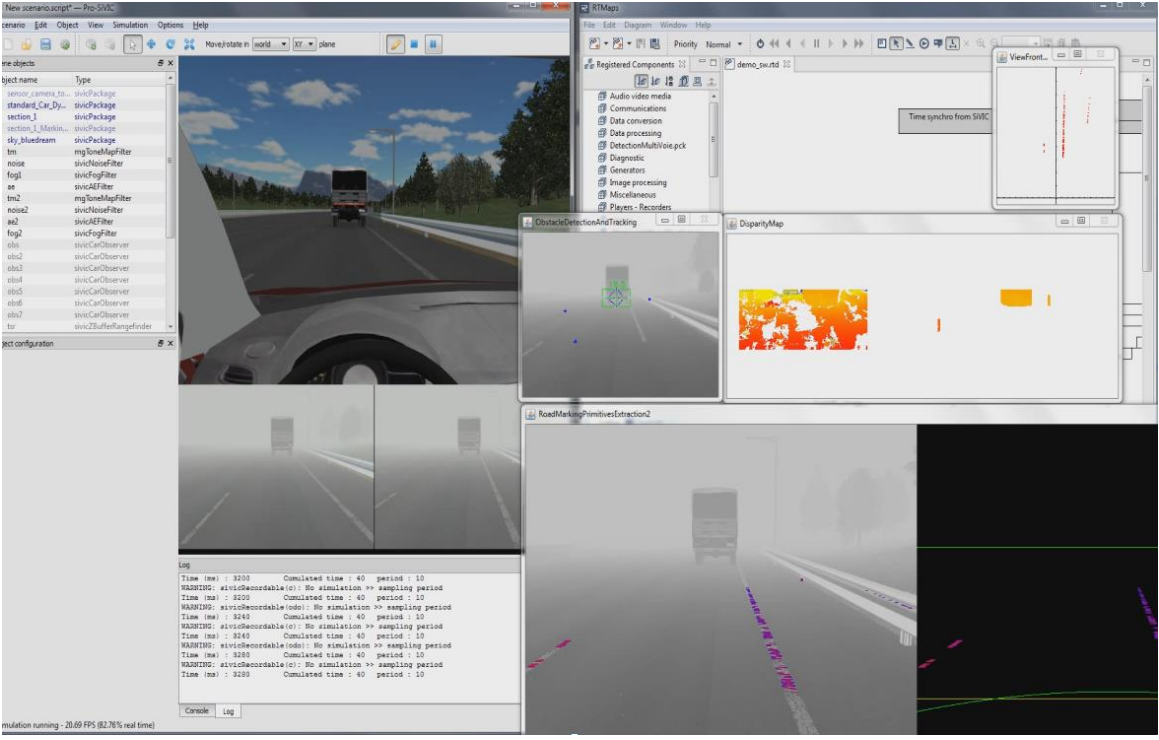 New scenario.script* — Pro-SiVIC
cenario Edit Object View Simulation Options Help
Move/rotate in world XY plane
ene objects
bject name Type
sensor_camera_to... sivicPackage
standard_Car_Dy... sivicPackage
section_1 sivicPackage
section_1_Markin... sivicPackage
sky_bluedream sivicPackage
tm mgToneMapFilter
noise sivicNoiseFilter
fog1 sivicFogFilter
ae sivicAEFilter
tm2 mgToneMapFilter
noise2 sivicNoiseFilter
ae2 sivicAEFilter
fog2 sivicFogFilter
obs sivicCarObserver
obs2 sivicCarObserver
obs3 sivicCarObserver
obs4 sivicCarObserver
obs5 sivicCarObserver
obs6 sivicCarObserver
obs7 sivicCarObserver
tsr sivicZBufferRangefinder
ject configuration
Log
Time (ms) : 3200 Cumulated time : 40 period : 10
WARNING: sivicRecordable(c): No simulation >> sampling period
Time (ms) : 3200 Cumulated time : 40 period : 10
WARNING: sivicRecordable(odo): No simulation >> sampling period
Time (ms) : 3240 Cumulated time : 40 period : 10
WARNING: sivicRecordable(c): No simulation >> sampling period
Time (ms) : 3240 Cumulated time : 40 period : 10
WARNING: sivicRecordable(odo): No simulation >> sampling period
Time (ms) : 3280 Cumulated time : 40 period : 10
WARNING: sivicRecordable(c): No simulation >> sampling period
Time (ms) : 3280 Cumulated time : 40 period : 10
Console Log
mulation running - 20.69 FPS (82.76% real time)
RTMaps
File Edit Diagram Window Help
Priority Normal
Registered Components
demo_sw.rtd
Audio video media
Communications
Data conversion
Data processing
DetectionMultiVoie.pck
Diagnostic
Generators
Image processing
Miscellaneous
Players - Recorders
Time synchro from SiVIC
ViewFront...
ObstacleDetectionAndTracking
DisparityMap
RoadMarkingPrimitivesExtraction2